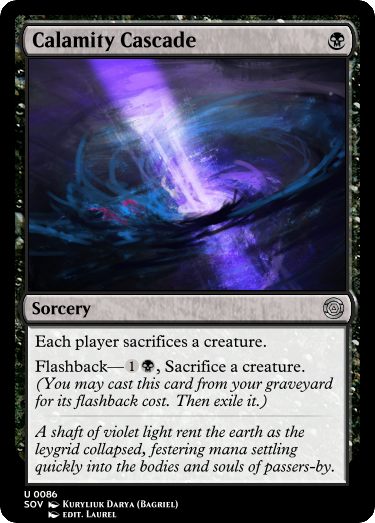 Calamity Cascade
Sorcery
Each player sacrifices a creature.
Flashback—1, Sacrifice a creature.
(You may cast this card from your graveyard
for its flashback cost. Then exile it.)
A shaft of violet light rent the earth as the
leygrid collapsed, festering mana settling
quickly into the bodies and souls of passers-by.
U 0086
SOV KURYLIUK DARYA (BAGRIEL)
EDIT. LAUREL